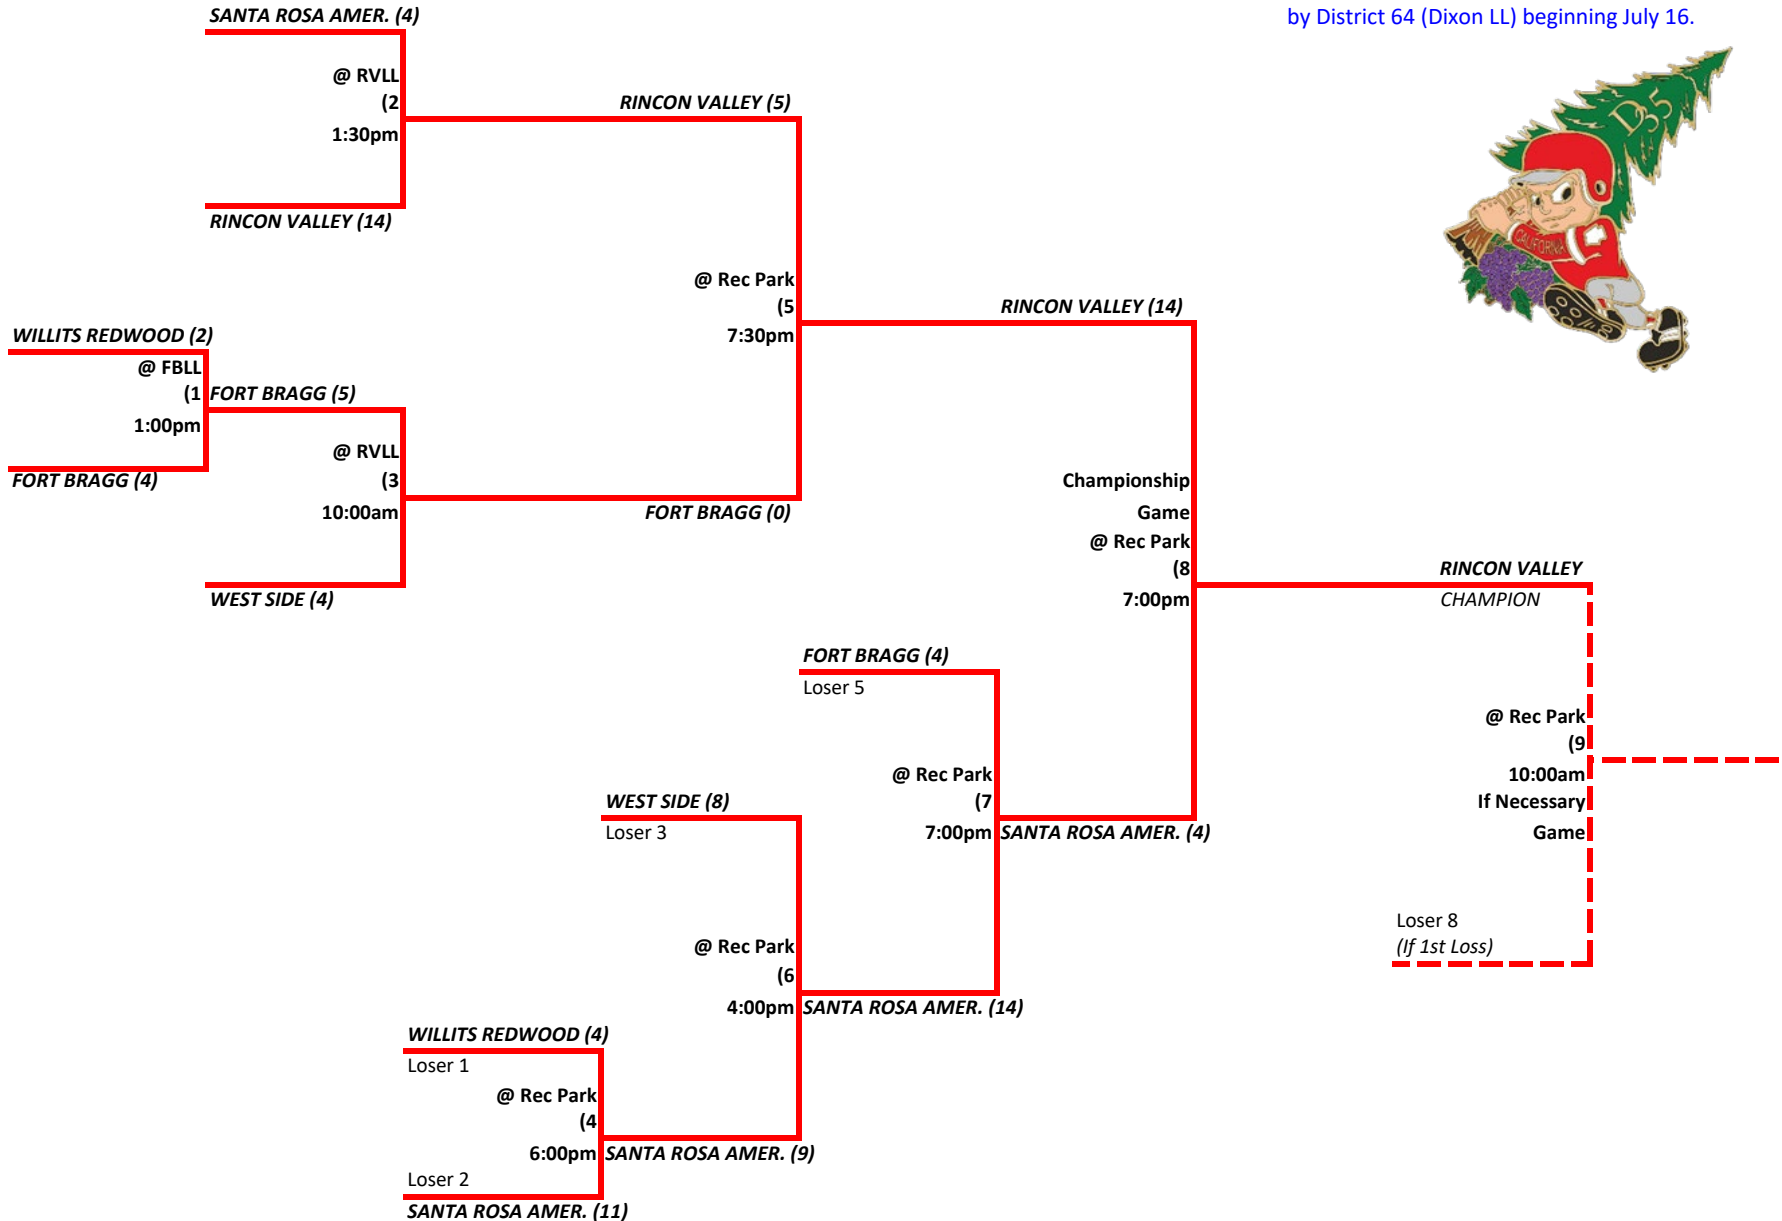 SANTA ROSA AMER. (4)
by District 64 (Dixon LL) beginning July 16.
@ RVLL
(2
1:30pm
RINCON VALLEY (5)
RINCON VALLEY (14)
D35
CALIFORNIA
@ Rec Park
(5
7:30pm
RINCON VALLEY (14)
WILLITS REDWOOD (2)
@ FBLL
(1
1:00pm
FORT BRAGG (5)
FORT BRAGG (4)
@ RVLL
(3
10:00am
FORT BRAGG (0)
WEST SIDE (4)
Championship
Game
@ Rec Park
(8
7:00pm
RINCON VALLEY
CHAMPION
FORT BRAGG (4)
Loser 5
@ Rec Park
(9
10:00am
If Necessary
Game
@ Rec Park
(7
7:00pm
SANTA ROSA AMER. (4)
WEST SIDE (8)
Loser 3
Loser 8
(If 1st Loss)
@ Rec Park
(6
4:00pm
SANTA ROSA AMER. (14)
WILLITS REDWOOD (4)
Loser 1
@ Rec Park
(4
6:00pm
SANTA ROSA AMER. (9)
Loser 2
SANTA ROSA AMER. (11)